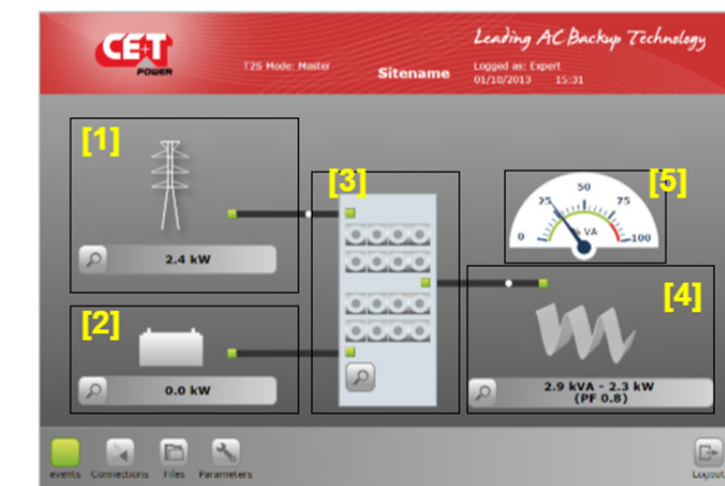 CE+T
POWER
Leading AC Backup Technology
T2S Mode: Master
Sitename
Logged as: Expert
01/10/2013 15:31
[1]
2.4 kW
[2]
0.0 kW
[3]
[5]
0
25
50
75
100
% VA
[4]
2.9 kVA - 2.3 kW
(PF 0.8)
events
Connections
Files
Parameters
Logout